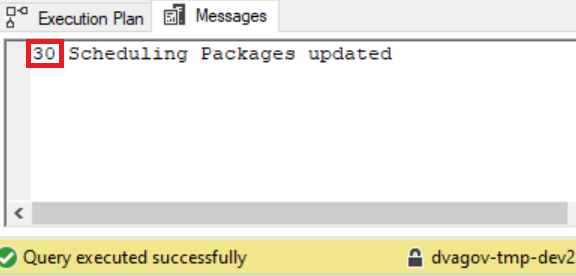 Execution Plan Messages
30 Scheduling Packages updated
Query executed successfully dvagov-tmp-dev2